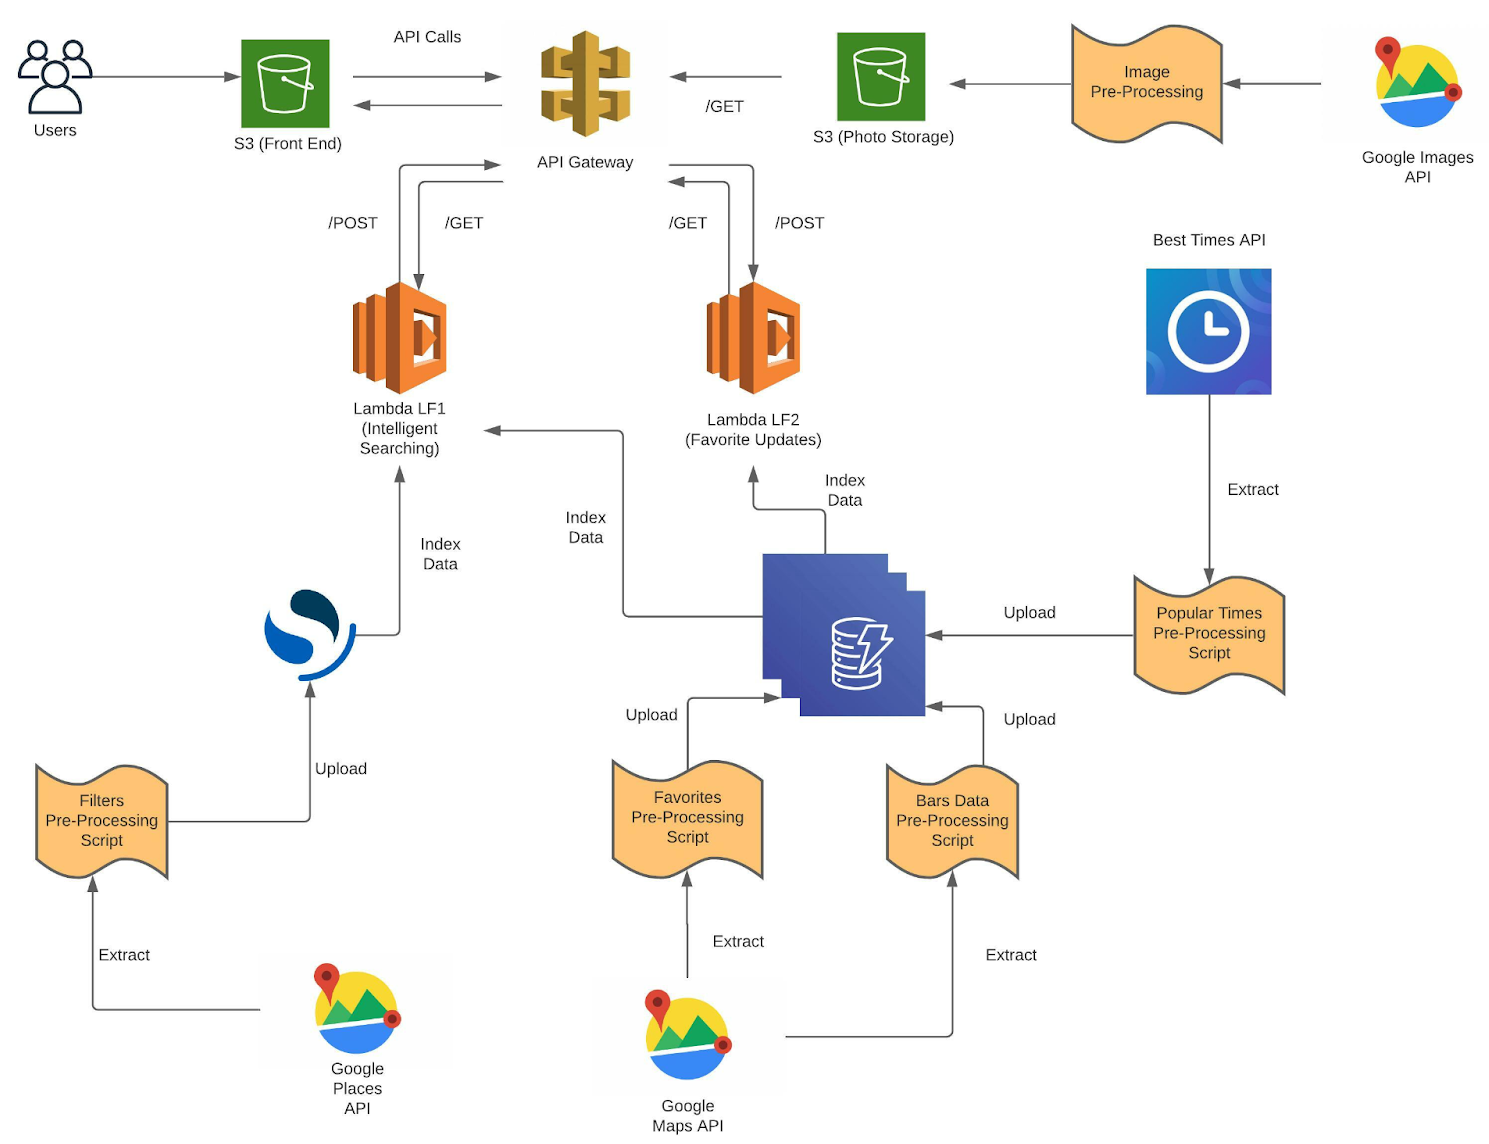 API Calls
Users
S3 (Front End)
API Gateway
/GET
S3 (Photo Storage)
Image
Pre-Processing
Google Images
API
/POST
/GET
/GET
/POST
Best Times API
Lambda LF1
(Intelligent
Searching)
Lambda LF2
(Favorite Updates)
Index
Data
Extract
Index
Data
Index
Data
Upload
Popular Times
Pre-Processing
Script
Upload
Upload
Upload
Filters
Pre-Processing
Script
Favorites
Pre-Processing
Script
Bars Data
Pre-Processing
Script
Extract
Extract
Extract
Google
Places
API
Google
Maps API